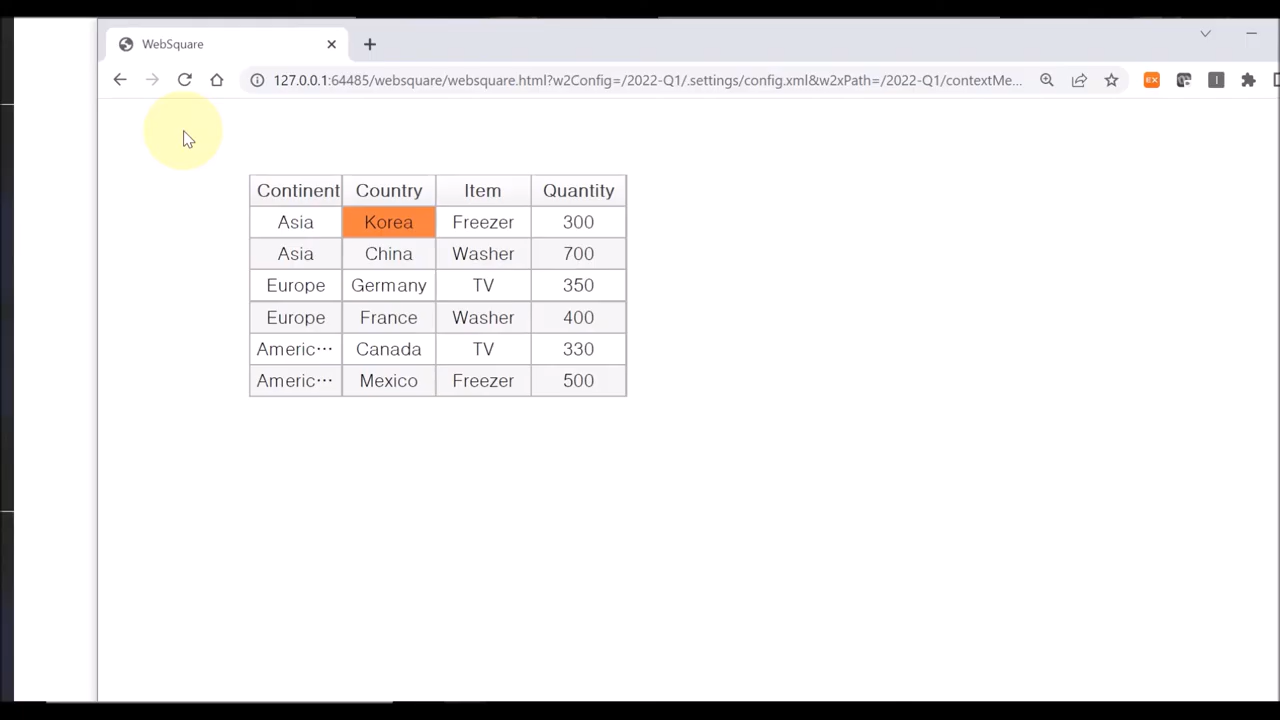 WebSquare
127.0.0.1:64485/websquare/websquare.html?w2Config=/2022-Q1/.settings/config.xml&w2xPath=/2022-Q1/contextMe...
EX
Continent Country Item Quantity
Asia Korea Freezer 300
Asia China Washer 700
Europe Germany TV 350
Europe France Washer 400
Americ… Canada TV 330
Americ… Mexico Freezer 500